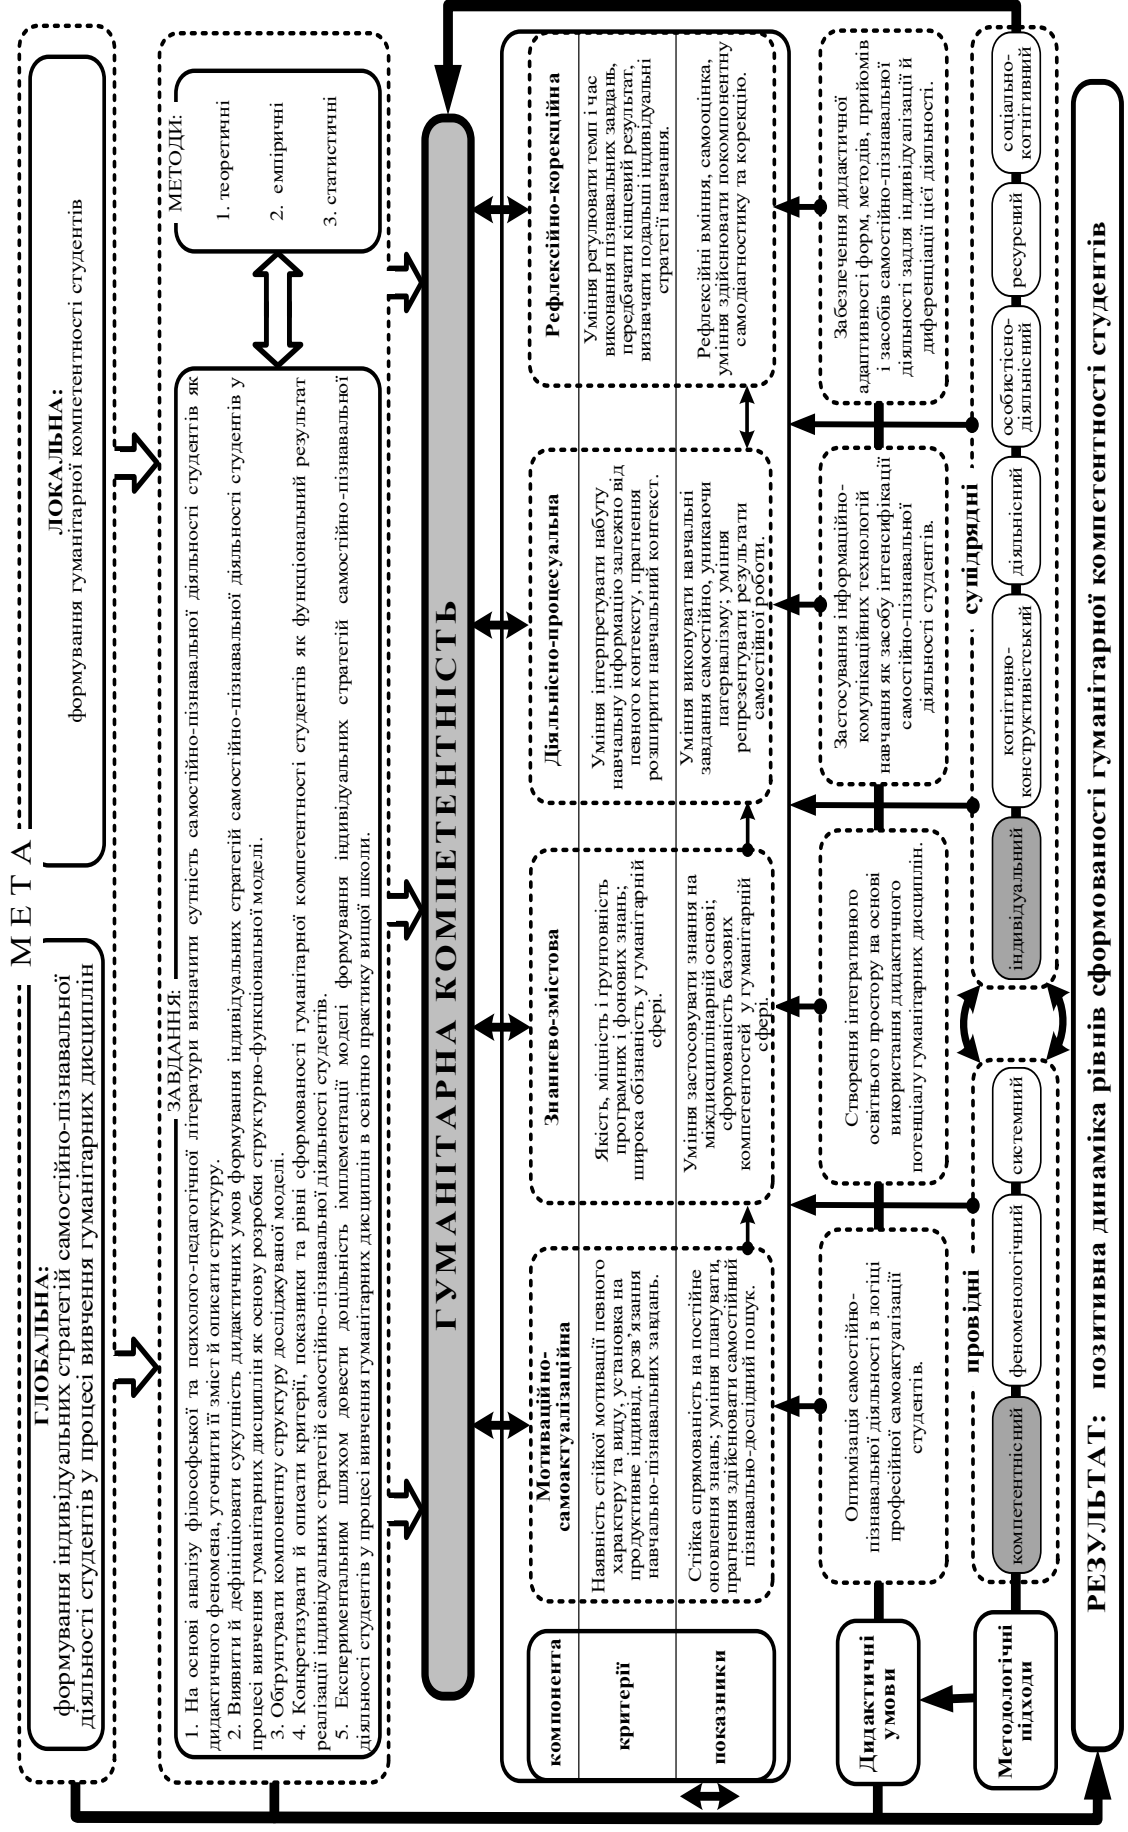 МЕТА
ГЛОБАЛЬНА:
формування індивідуальних стратегій самостійно-пізнавальної
діяльності студентів у процесі вивчення гуманітарних дисциплін
ЛОКАЛЬНА:
формування гуманітарної компетентності студентів
ЗАВДАННЯ:
1. На основі аналізу філософської та психолого-педагогічної літератури визначити сутність самостійно-пізнавальної діяльності студентів як
дидактичного феномена, уточнити її зміст й описати структуру.
2. Виявити й дефініціювати сукупність дидактичних умов формування індивідуальних стратегій самостійно-пізнавальної діяльності студентів у
процесі вивчення гуманітарних дисциплін як основу розробки структурно-функціональної моделі.
3. Обґрунтувати компонентну структуру досліджуваної моделі.
4. Конкретизувати й описати критерії, показники та рівні сформованості гуманітарної компетентності студентів як функціональний результат
реалізації індивідуальних стратегій самостійно-пізнавальної діяльності студентів.
5. Експериментальним шляхом довести доцільність імплементації моделі формування індивідуальних стратегій самостійно-пізнавальної
діяльності студентів у процесі вивчення гуманітарних дисциплін в освітню практику вищої школи.
МЕТОДИ:
1. теоретичні
2. емпіричні
3. статистичні
ГУМАНІТАРНА КОМПЕТЕНТНІСТЬ
компонента
критерії
показники
Мотиваційно-
самоактуалізаційна
Наявність стійкої мотивації певного
характеру та виду, установка на
продуктивне індивід. розв’язання
навчально-пізнавальних завдань.
Стійка спрямованість на постійне
оновлення знань; уміння планувати,
прагнення здійснювати самостійний
пізнавально-дослідний пошук.
Знаннєво-змістова
Якість, міцність і ґрунтовність
програмних і фонових знань;
широка обізнаність у гуманітарній
сфері.
Уміння застосовувати знання на
міждисциплінарній основі;
сформованість базових
компетентостей у гуманітарній
сфері.
Діяльнісно-процесуальна
Уміння інтерпретувати набуту
навчальну інформацію залежно від
певного контексту, прагнення
розширити навчальний контекст.
Уміння виконувати навчальні
завдання самостійно, уникаючи
патерналізму; уміння
репрезентувати результати
самостійної роботи.
Рефлексійно-корекційна
Уміння регулювати темп і час
виконання пізнавальних завдань,
передбачати кінцевий результат,
визначати подальші індивідуальні
стратегії навчання.
Рефлексійні вміння, самооцінка,
уміння здійснювати покомпонентну
самодіагностику та корекцію.
Дидактичні
умови
Оптимізація самостійно-
пізнавальної діяльності в логіці
професійної самоактуалізації
студентів.
Створення інтегративного
освітнього простору на основі
використання дидактичного
потенціалу гуманітарних дисциплін.
Застосування інформаційно-
комунікаційних технологій
навчання як засобу інтенсифікації
самостійно-пізнавальної
діяльності студентів.
Забезпечення дидактичної
адаптивності форм, методів, прийомів
і засобів самостійно-пізнавальної
діяльності задля індивідуалізації й
диференціації цієї діяльності.
Методологічні
підходи
провідні
компетентнісний
феноменологічний
системний
супідрядні
індивідуальний
когнітивно-
конструктивістський
діяльнісний
особистісно-
діяльнісний
ресурсний
соціально-
когнітивний
РЕЗУЛЬТАТ: позитивна динаміка рівнів сформованості гуманітарної компетентності студентів